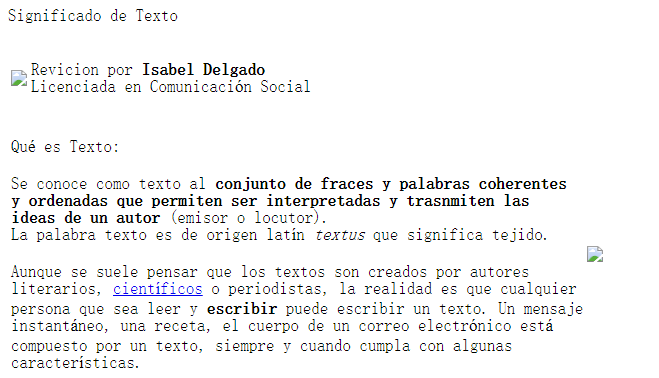 Significado de Texto
Revicion por Isabel Delgado
Licenciada en Comunicación Social
Qué es Texto:
Se conoce como texto al conjunto de fraces y palabras coherentes
y ordenadas que permiten ser interpretadas y trasnmiten las
ideas de un autor (emisor o locutor).
La palabra texto es de origen latín textus que significa tejido.
Aunque se suele pensar que los textos son creados por autores
literarios, científicos o periodistas, la realidad es que cualquier
persona que sea leer y escribir puede escribir un texto. Un mensaje
instantáneo, una receta, el cuerpo de un correo electrónico está
compuesto por un texto, siempre y cuando cumpla con algunas
características.